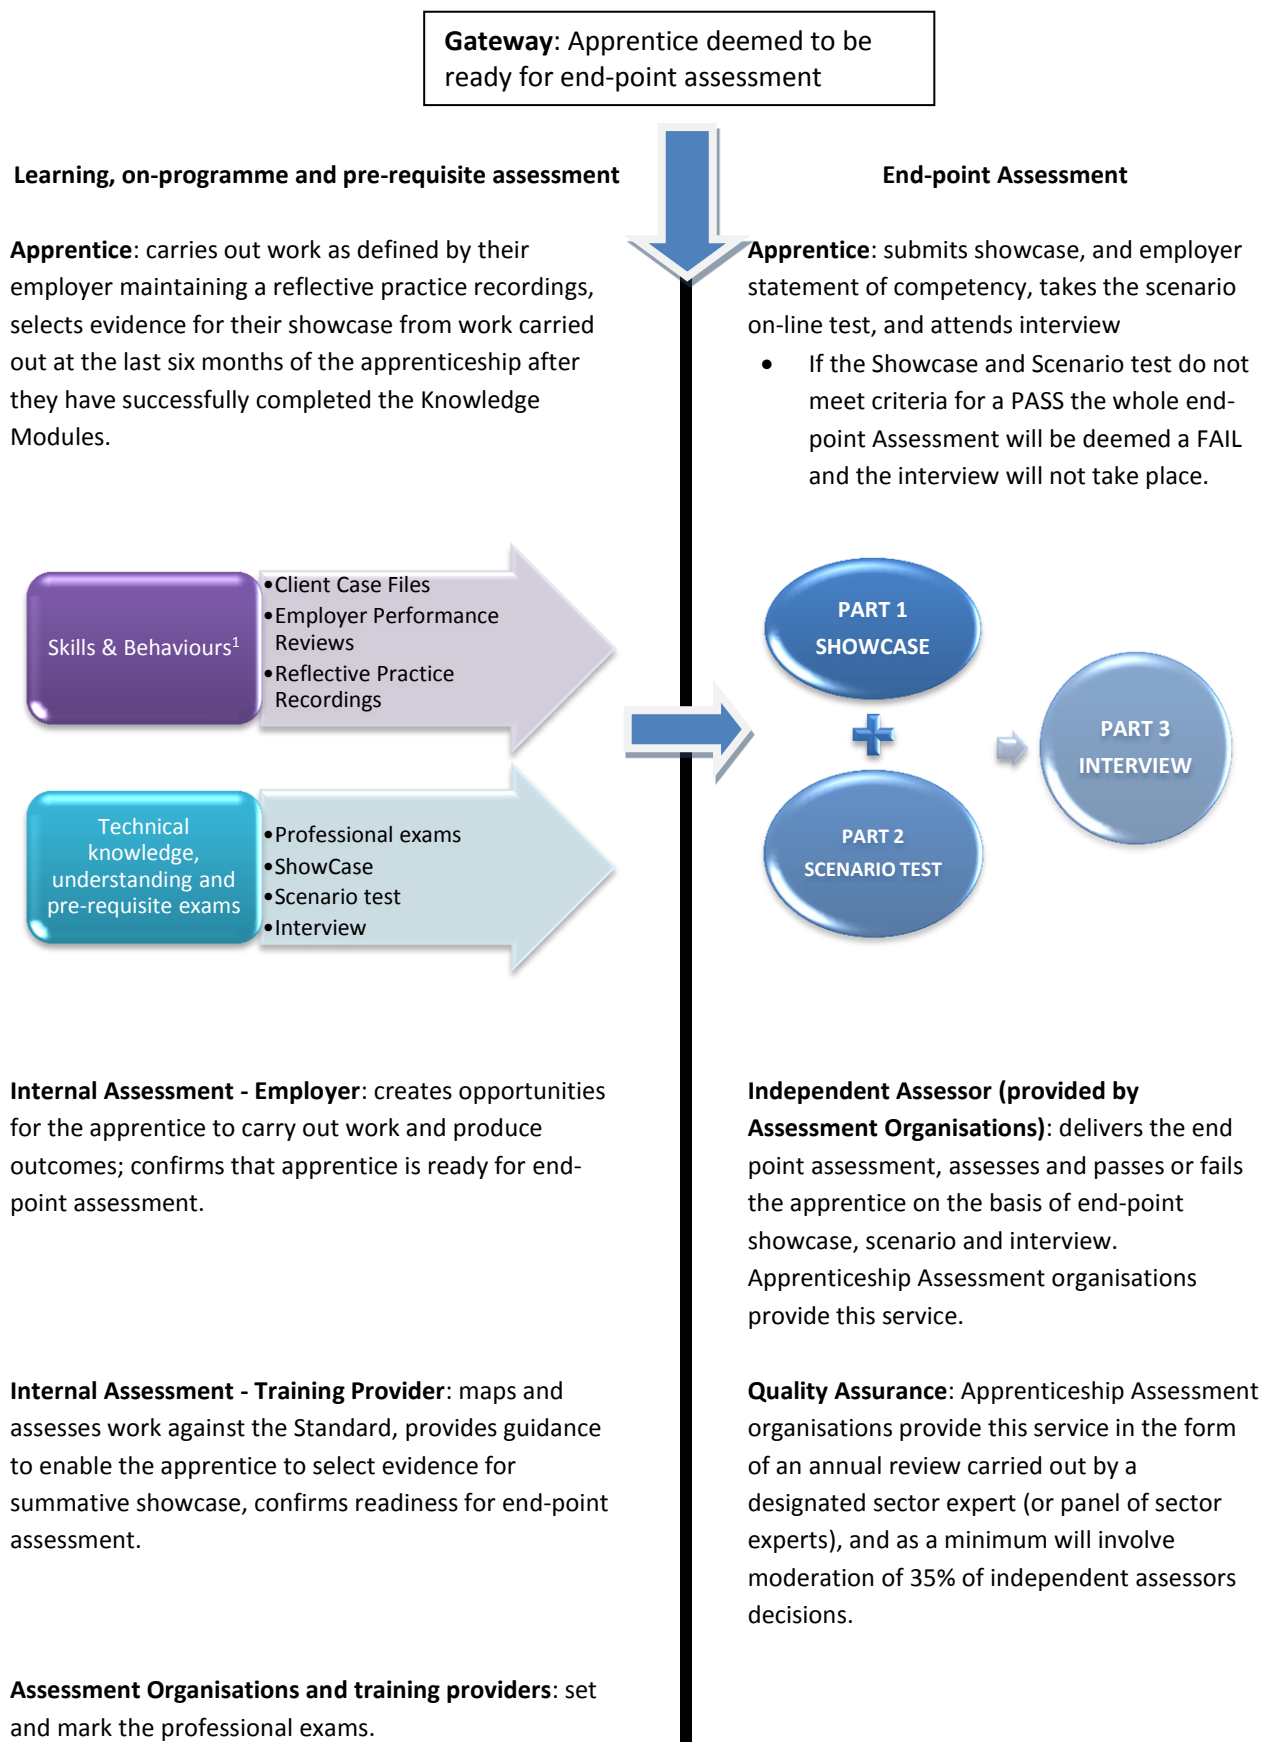 Gateway: Apprentice deemed to be
ready for end-point assessment
Learning, on-programme and pre-requisite assessment
Apprentice: carries out work as defined by their
employer maintaining a reflective practice recordings,
selects evidence for their showcase from work carried
out at the last six months of the apprenticeship after
they have successfully completed the Knowledge
Modules.
Skills & Behaviours¹
•Client Case Files
•Employer Performance
Reviews
•Reflective Practice
Recordings
Technical
knowledge,
understanding and
pre-requisite exams
•Professional exams
•ShowCase
•Scenario test
•Interview
Internal Assessment - Employer: creates opportunities
for the apprentice to carry out work and produce
outcomes; confirms that apprentice is ready for end-
point assessment.
Internal Assessment - Training Provider: maps and
assesses work against the Standard, provides guidance
to enable the apprentice to select evidence for
summative showcase, confirms readiness for end-point
assessment.
Assessment Organisations and training providers: set
and mark the professional exams.
End-point Assessment
Apprentice: submits showcase, and employer
statement of competency, takes the scenario
on-line test, and attends interview
• If the Showcase and Scenario test do not
meet criteria for a PASS the whole end-
point Assessment will be deemed a FAIL
and the interview will not take place.
PART 1
SHOWCASE
PART 2
SCENARIO TEST
PART 3
INTERVIEW
Independent Assessor (provided by
Assessment Organisations): delivers the end
point assessment, assesses and passes or fails
the apprentice on the basis of end-point
showcase, scenario and interview.
Apprenticeship Assessment organisations
provide this service.
Quality Assurance: Apprenticeship Assessment
organisations provide this service in the form
of an annual review carried out by a
designated sector expert (or panel of sector
experts), and as a minimum will involve
moderation of 35% of independent assessors
decisions.